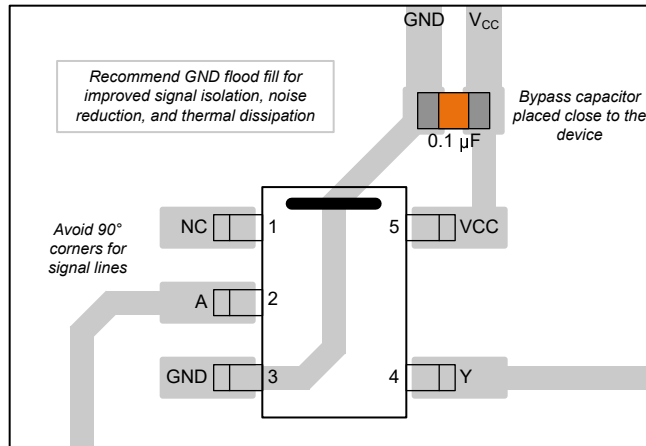 GND VCC
Recommend GND flood fill for
improved signal isolation, noise
reduction, and thermal dissipation
Bypass capacitor
placed close to the
device
0.1 µF
Avoid 90°
corners for
signal lines
NC 1 5 VCC
A 2
GND 3 4 Y